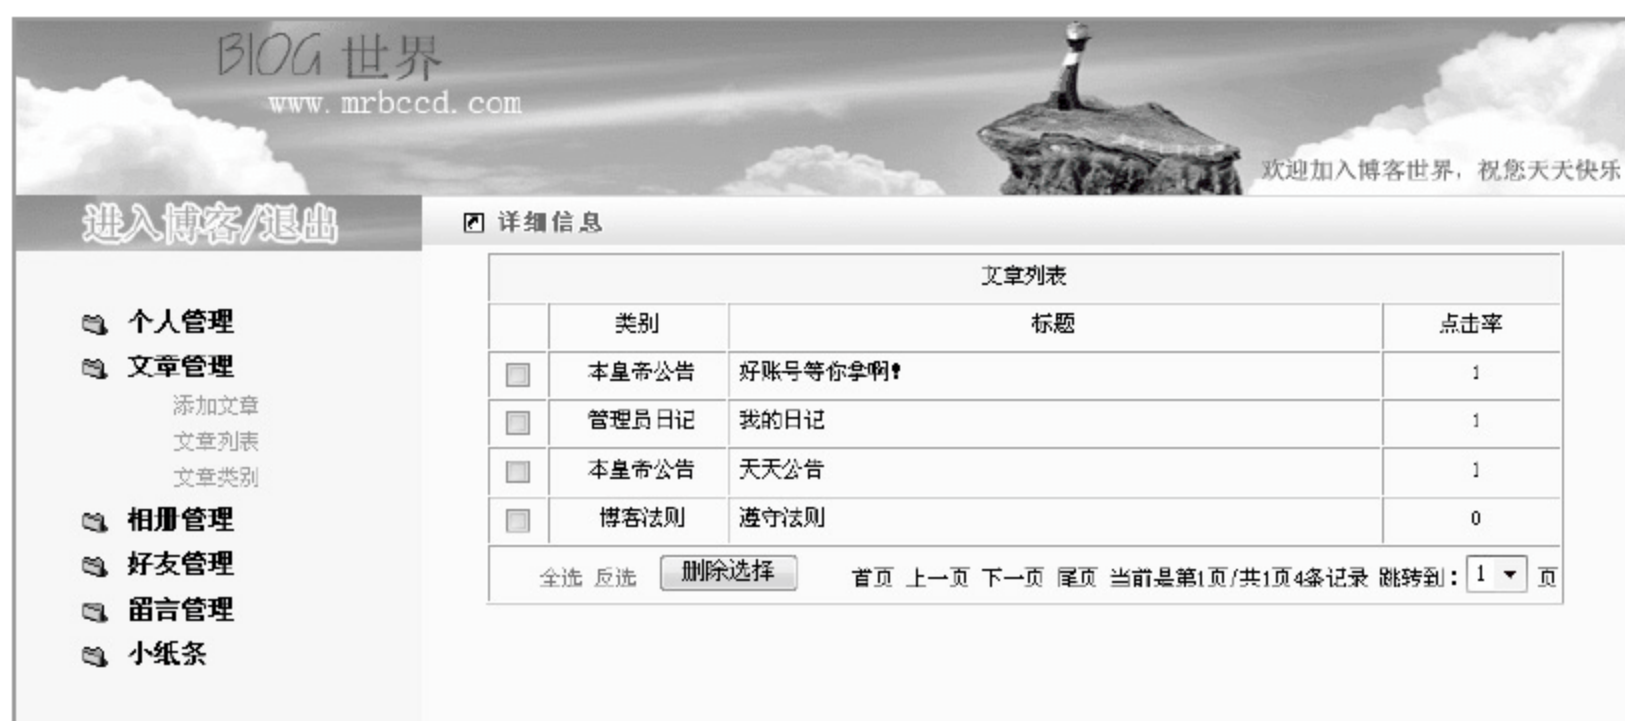 BlOG 世界
www.mrbccd.com
欢迎加入博客世界，祝您天天快乐
进入博客/退出
个人管理
文章管理
添加文章
文章列表
文章类别
相册管理
好友管理
留言管理
小纸条
详细信息
文章列表
类别 标题 点击率
本皇帝公告 好账号等你拿啊! 1
管理员日记 我的日记 1
本皇帝公告 天天公告 1
博客法则 遵守法则 0
全选 反选 删除选择 首页 上一页 下一页 尾页 当前是第1页/共1页4条记录 跳转到: 1 页